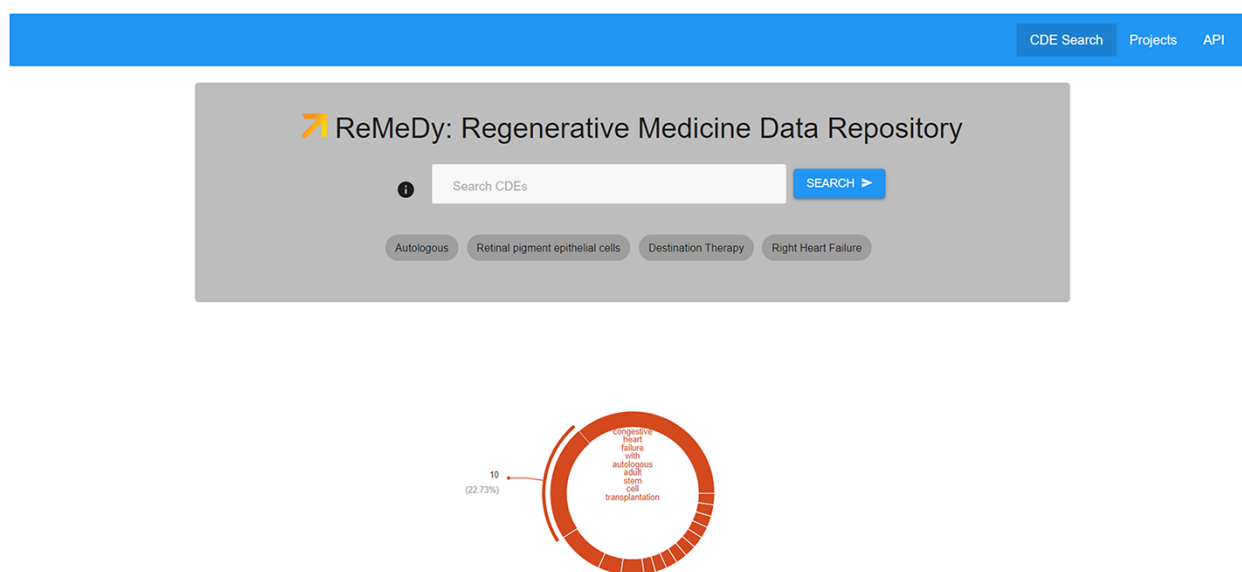 CDE Search Projects API
ReMeDy: Regenerative Medicine Data Repository
Search CDEs
SEARCH
Autologous Retinal pigment epithelial cells Destination Therapy Right Heart Failure
congestive
heart
failure
with
autologous
adult
stem
cell
transplantation
10
(22.73%)